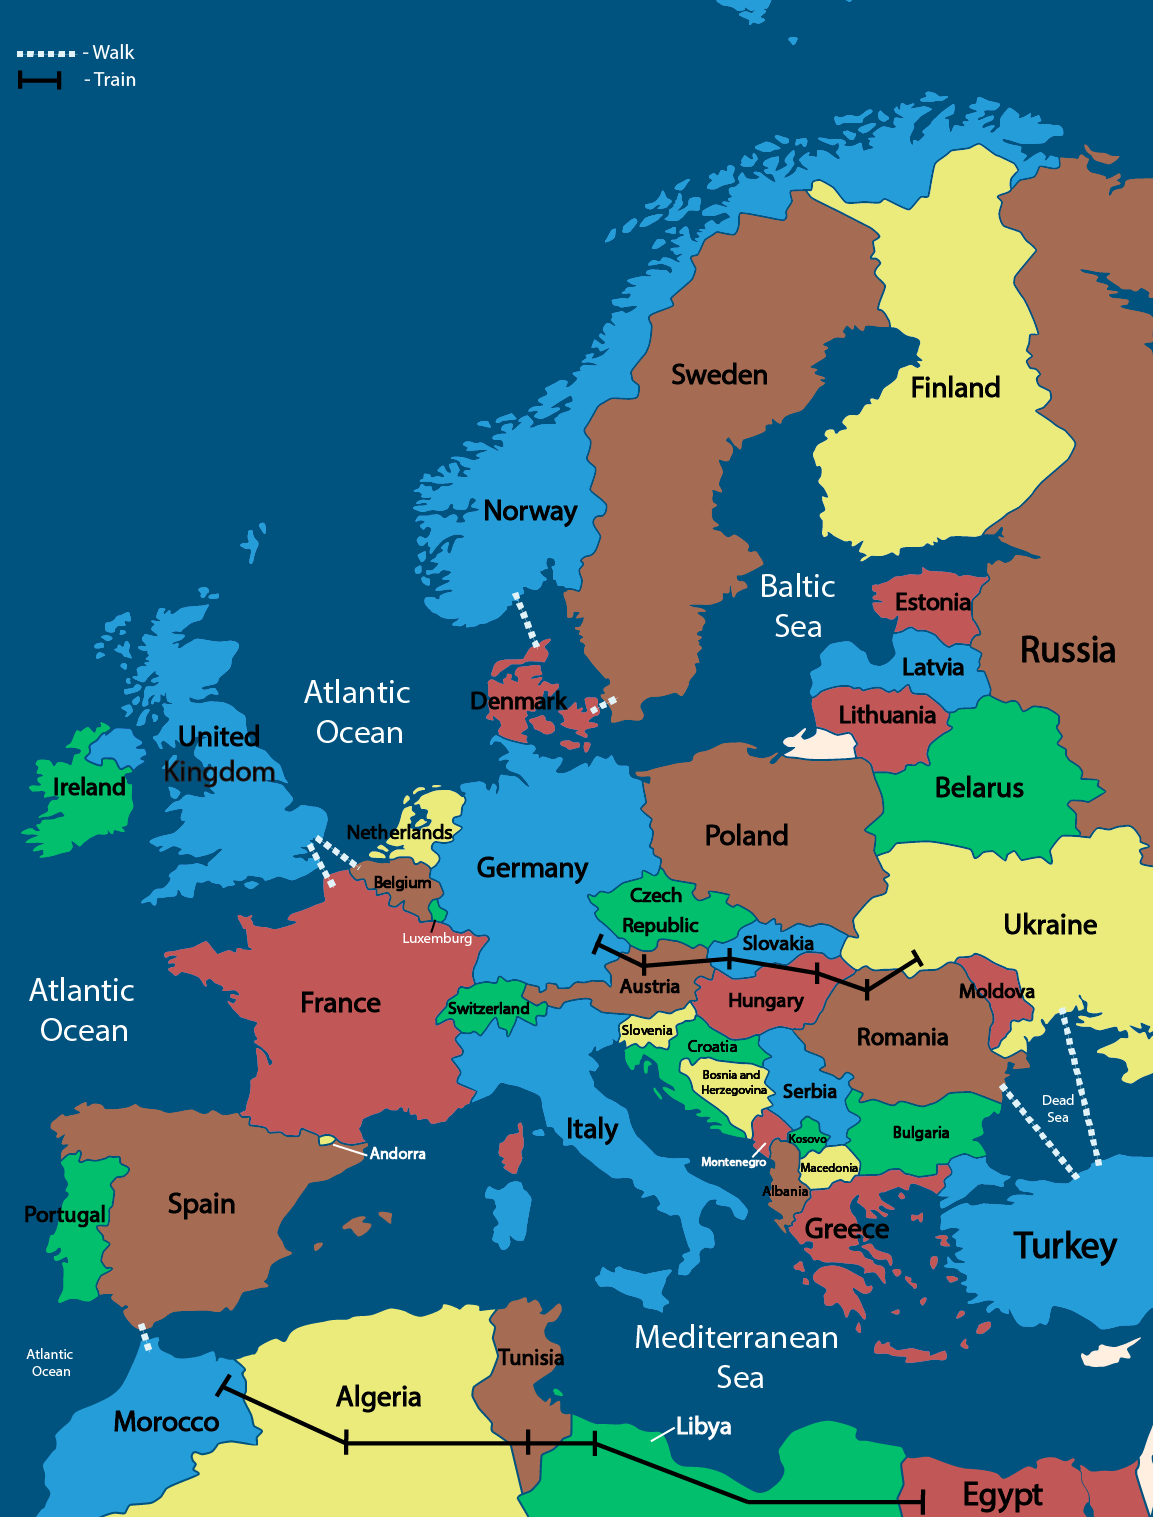 - Walk
- Train
Sweden
Finland
Norway
Baltic
Sea
Estonia
Russia
Latvia
Atlantic
Ocean
Denmark
Lithuania
United
Kingdom
Ireland
Belarus
Netherlands
Poland
Germany
Belgium
Czech
Republic
Ukraine
Luxemburg
Slovakia
Atlantic
Ocean
France
Switzerland
Austria
Hungary
Moldova
Slovenia
Croatia
Romania
Bosnia and
Herzegovina
Serbia
Dead
Sea
Italy
Kosovo
Bulgaria
Andorra
Montenegro
Macedonia
Spain
Portugal
Albania
Greece
Turkey
Mediterranean
Sea
Atlantic
Ocean
Tunisia
Algeria
Morocco
Libya
Egypt